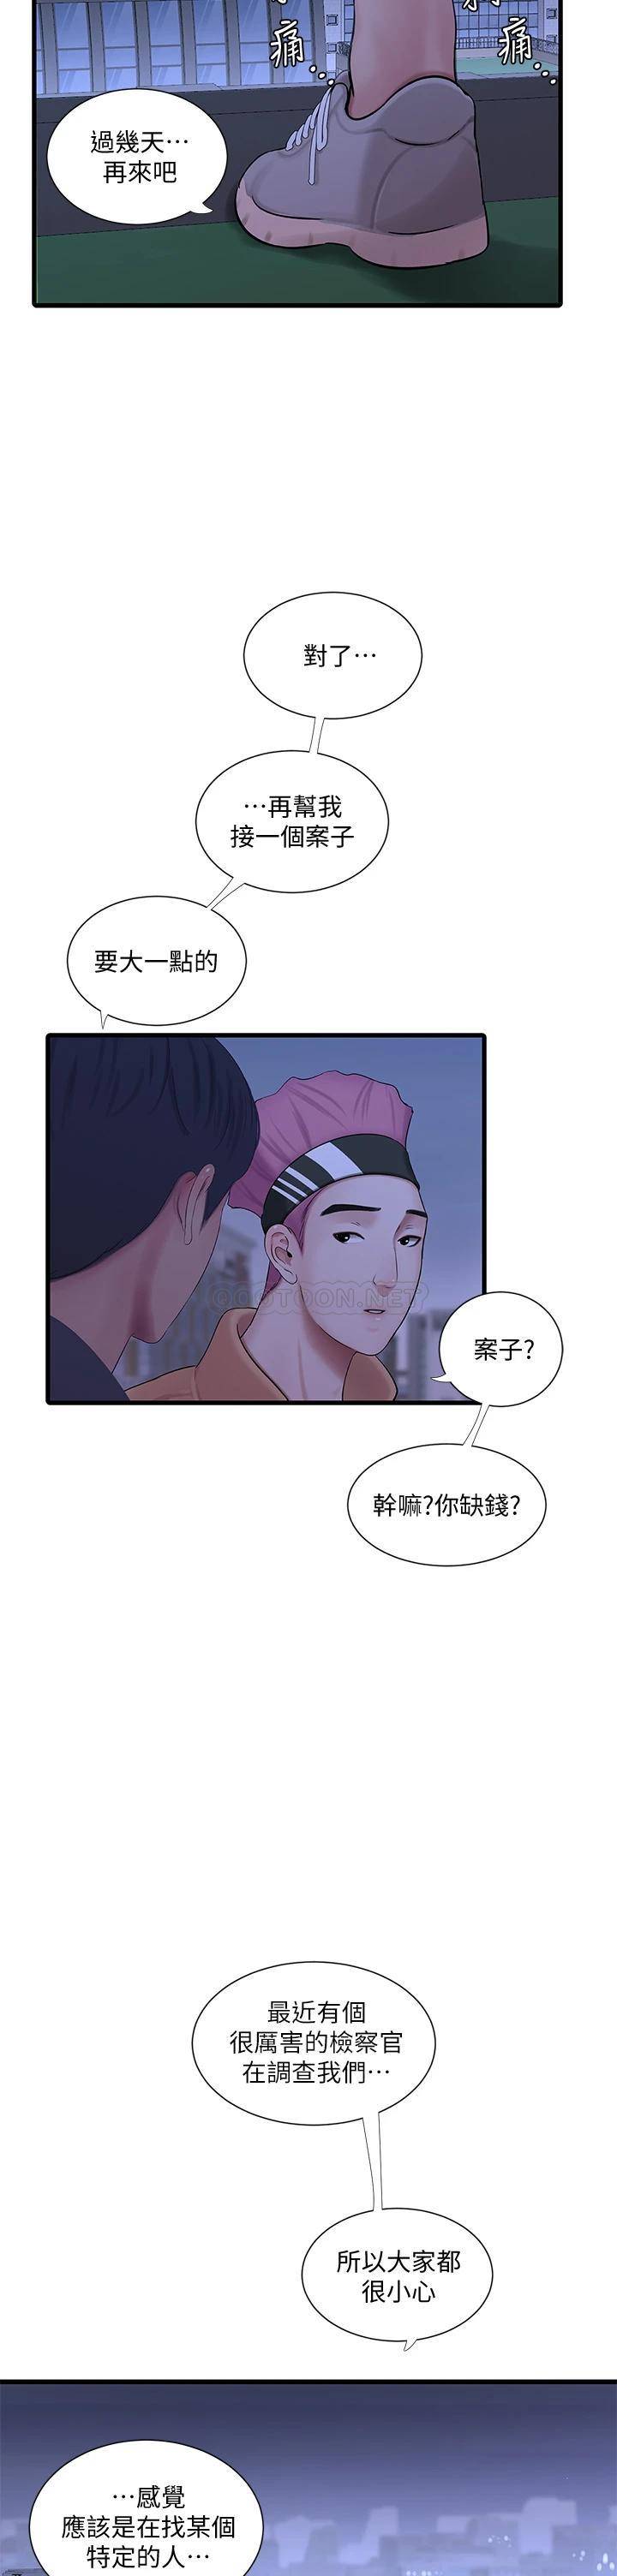 痛
痛
過幾天…
再來吧
對了…
…再幫我
接一個案子
要大一點的
案子?
幹嘛?你缺錢?
最近有個
很厲害的檢察官
在調查我們…
所以大家都
很小心
…感覺
應該是在找某個
特定的人…